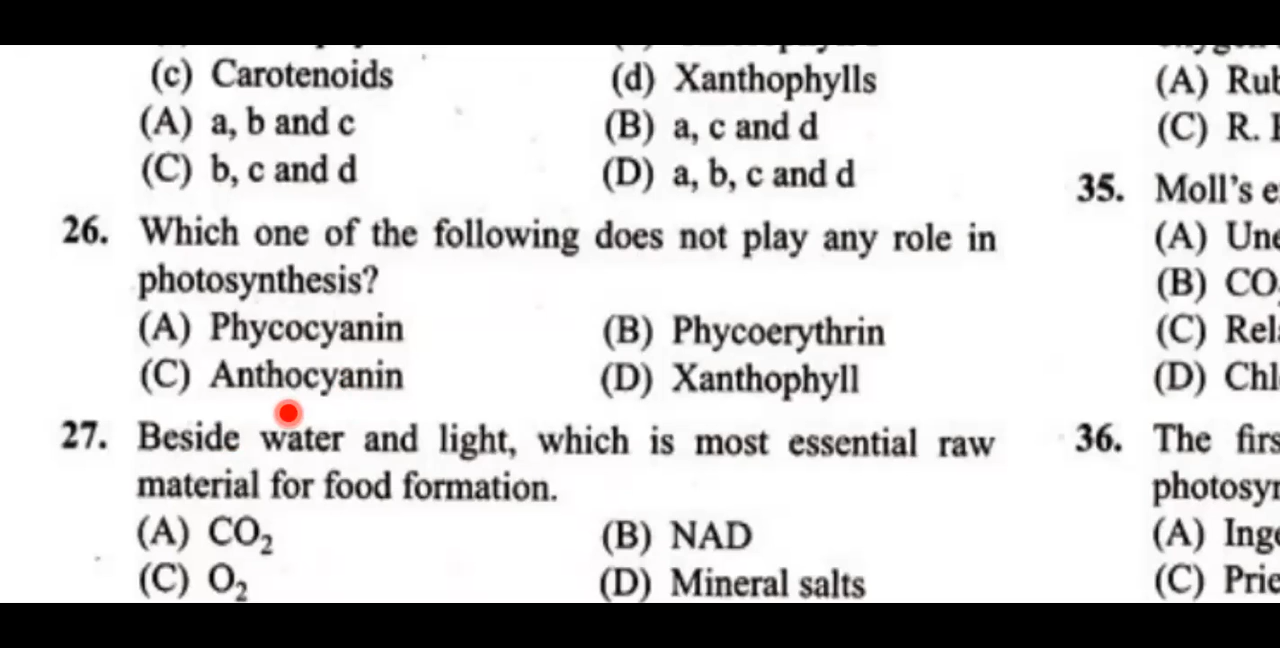 (c) Carotenoids (d) Xanthophylls
(A) a, b and c (B) a, c and d
(C) b, c and d (D) a, b, c and d
26. Which one of the following does not play any role in
photosynthesis?
(A) Phycocyanin (B) Phycoerythrin
(C) Anthocyanin (D) Xanthophyll
27. Beside water and light, which is most essential raw
material for food formation.
(A) CO₂ (B) NAD
(C) O₂ (D) Mineral salts
(A)
(C) R.
35. Moll's
(A)
(B) CO
(C)
(D)
36. The
(A)
(C)